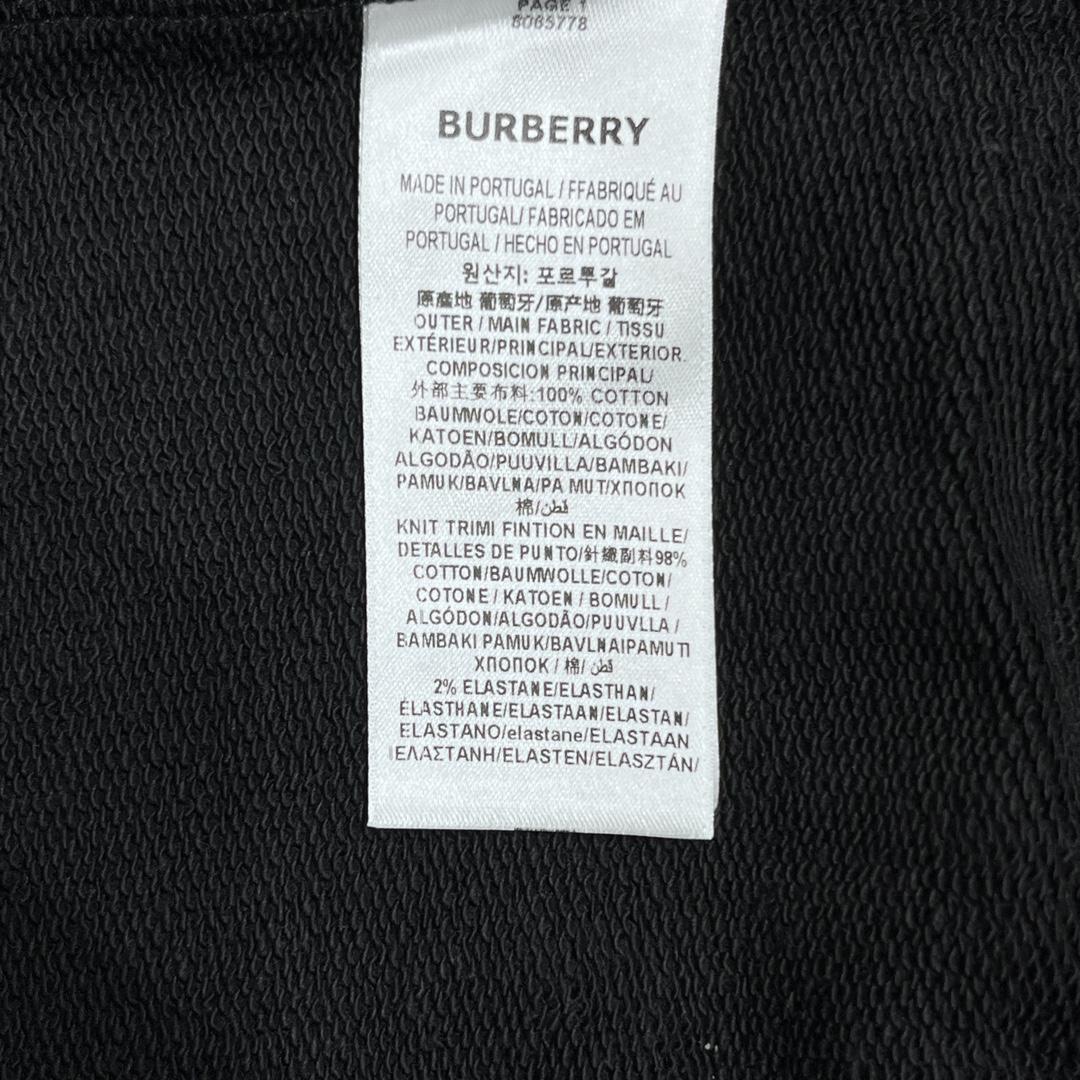 PAGE 1
8065778
BURBERRY
MADE IN PORTUGAL / FFABRIQUÉ AU
PORTUGAL/ FABRICADO EM
PORTUGAL / HECHO EN PORTUGAL
원산지: 포르투갈
原產地 葡萄牙/原产地 葡萄牙
OUTER / MAIN FABRIC / TISSU
EXTÉRIEUR/PRINCIPAL/EXTERIOR
COMPOSICION PRINCIPAL/
外部主要布料:100% COTTON
BAUMWOLE/COTON/COTONE/
KATOEN/BOMULL/ALGÓDON
ALGODÃO/PUUVILLA/BAMBAKI/
PAMUK/BAVLNA/PA MUT/ХПОПОК
棉/قطن
KNIT TRIMI FINTION EN MAILLE/
DETALLES DE PUNTO/針織副料98%
COTTON/BAUMWOLLE/COTON/
COTONE / KATOEN / BOMULL /
ALGÓDON/ALGODÃO/PUUVLLA /
BAMBAKI PAMUK/BAVLNAIPAMUTI
ХПОПОК / 棉/ قطن
2% ELASTANE/ELASTHAN/
ÉLASTHANE/ELASTAAN/ELASTAN/
ELASTANO/elastane/ELASTAAN
IΕΛΑΣΤΑΝΗ/ELASTEN/ELASZTÁN/